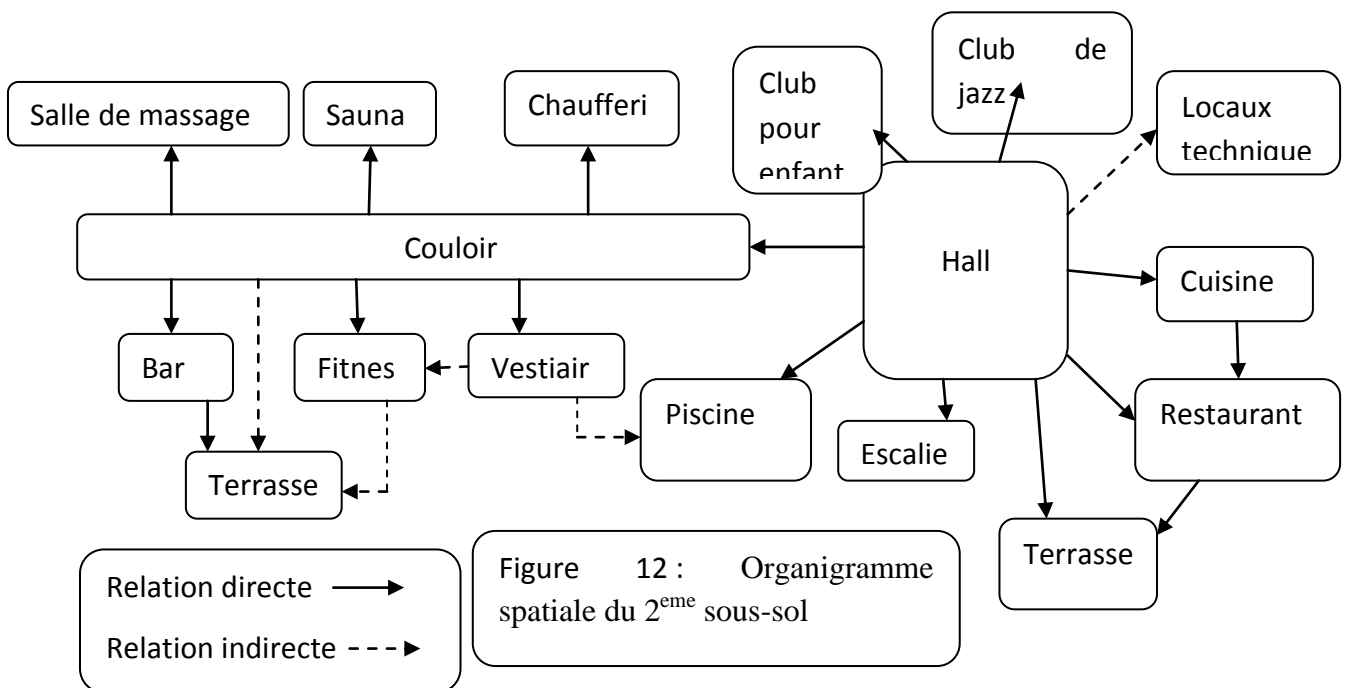 Club de
jazz
Club
pour
enfant
Locaux
technique
Salle de massage
Sauna
Chaufferi
Couloir
Hall
Cuisine
Bar
Fitnes
Vestiair
Piscine
Restaurant
Escalie
Terrasse
Terrasse
Relation directe
Relation indirecte
Figure 12 : Organigramme
spatiale du 2eme sous-sol